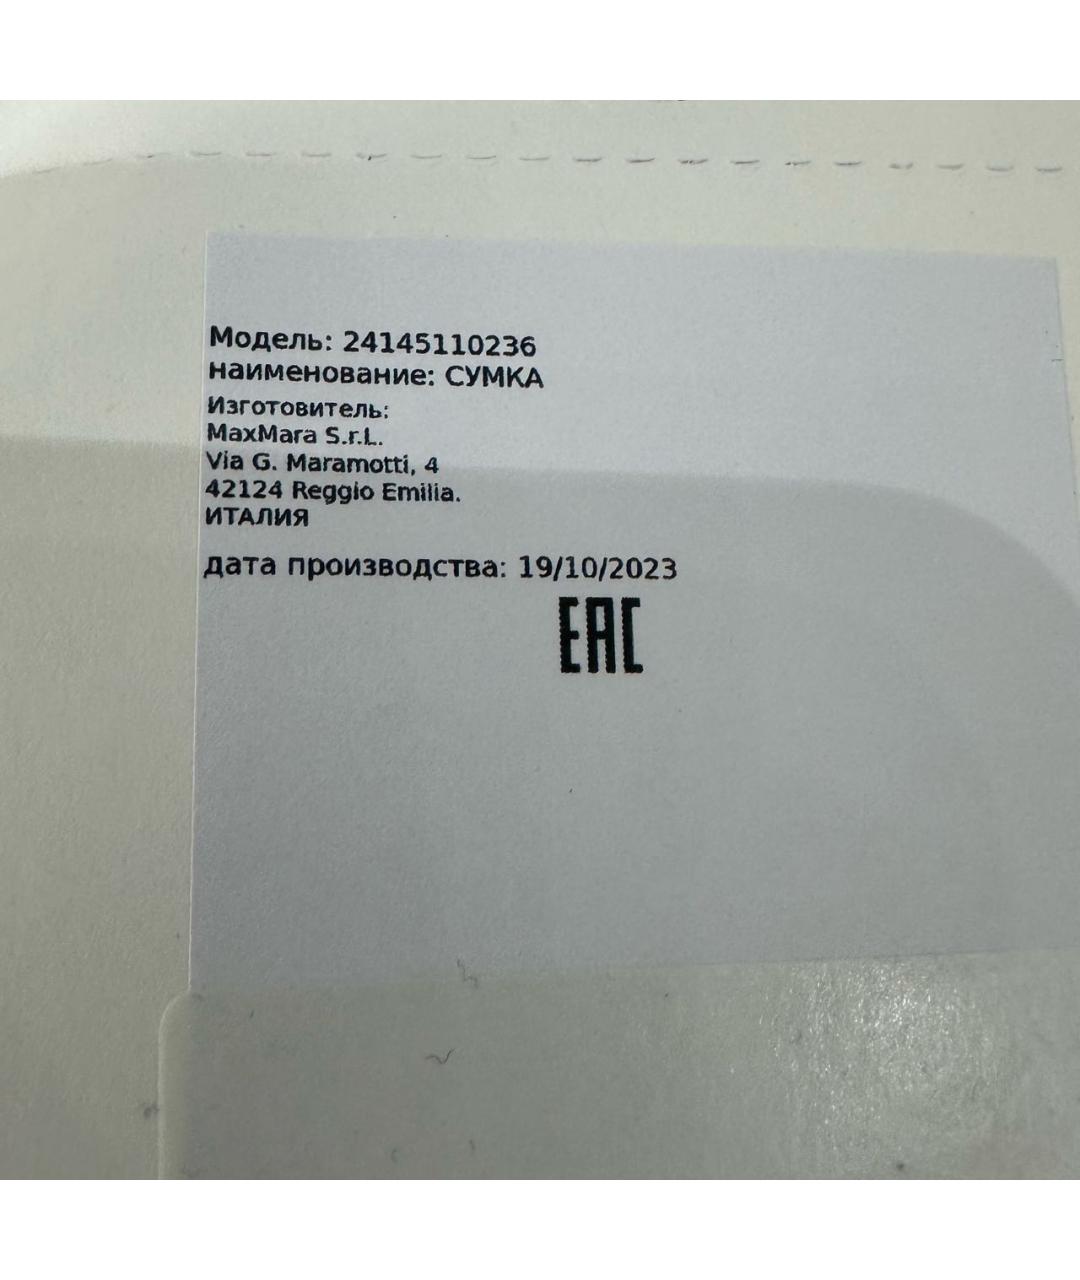 Модель: 24145110236
наименование: СУМКА
Изготовитель:
MaxMara S.r.L.
Via G. Maramotti, 4
42124 Reggio Emilia.
ИТАЛИЯ
дата производства: 19/10/2023
EAC